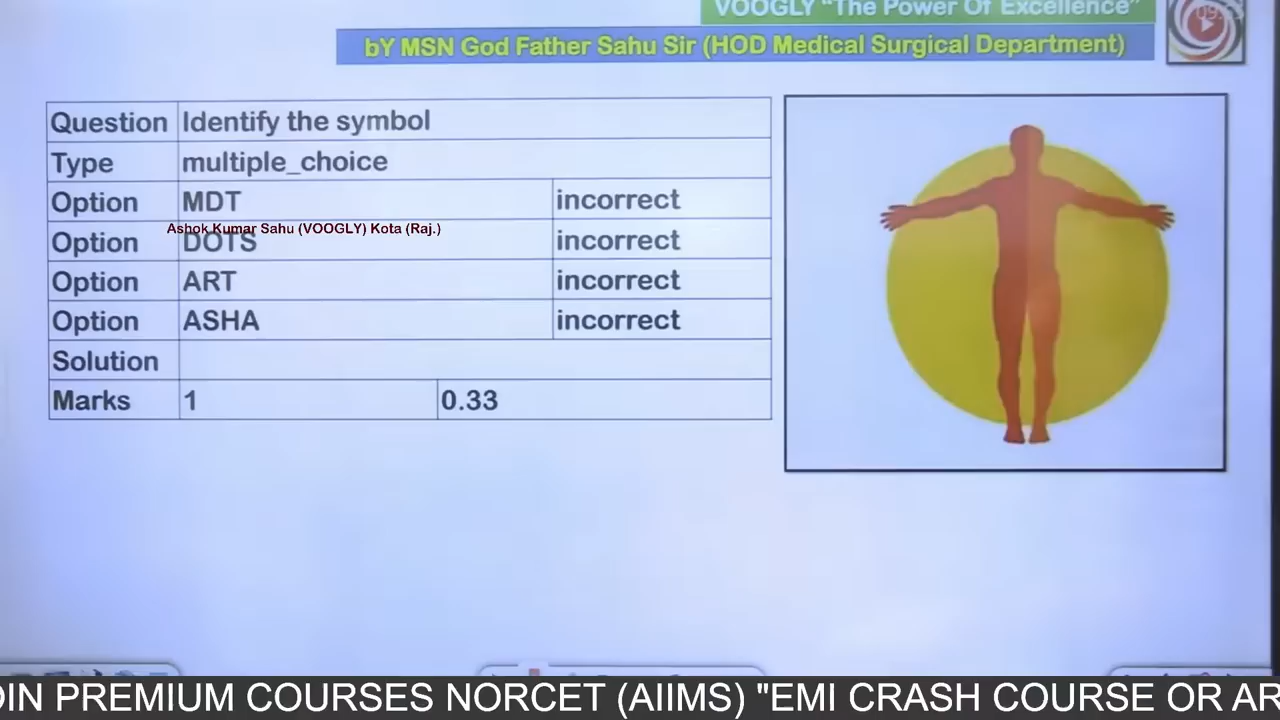 VOOGLY "The Power Of Excellence"
bY MSN God Father Sahu Sir (HOD Medical Surgical Department)
Question Identify the symbol
Type multiple_choice
Option MDT incorrect
Ashok Kumar Sahu (VOOGLY) Kota (Raj.)
Option DOTS incorrect
Option ART incorrect
Option ASHA incorrect
Solution
Marks 1 0.33
PREMIUM COURSES NORCET (AIIMS) "EMI CRASH COURSE OR